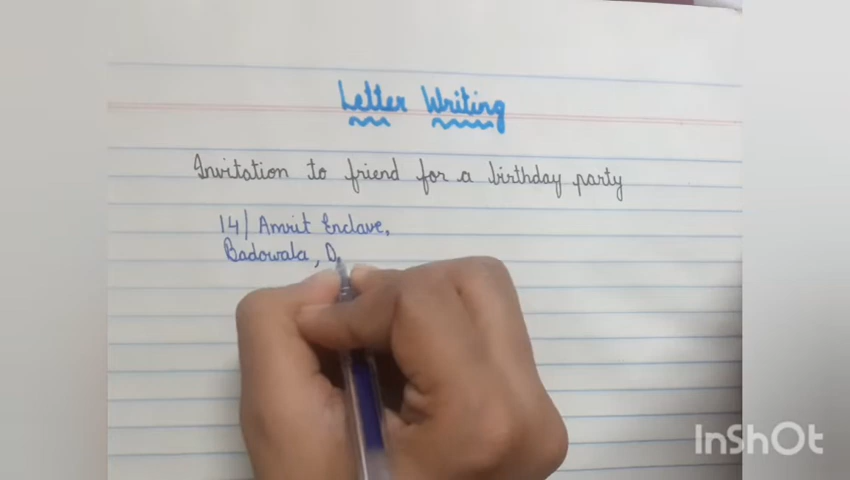 Letter Writing
Invitation to friend for a birthday party
14/ Amrit Enclave,
Badowala, D
InShOt